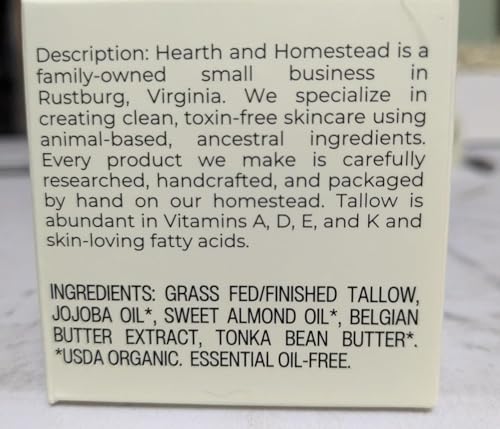 Description: Hearth and Homestead is a
family-owned small business in
Rustburg, Virginia. We specialize in
creating clean, toxin-free skincare using
animal-based, ancestral ingredients.
Every product we make is carefully
researched, handcrafted, and packaged
by hand on our homestead. Tallow is
abundant in Vitamins A, D, E, and K and
skin-loving fatty acids.
INGREDIENTS: GRASS FED/FINISHED TALLOW,
JOJOBA OIL*, SWEET ALMOND OIL*, BELGIAN
BUTTER EXTRACT, TONKA BEAN BUTTER*.
*USDA ORGANIC. ESSENTIAL OIL-FREE.